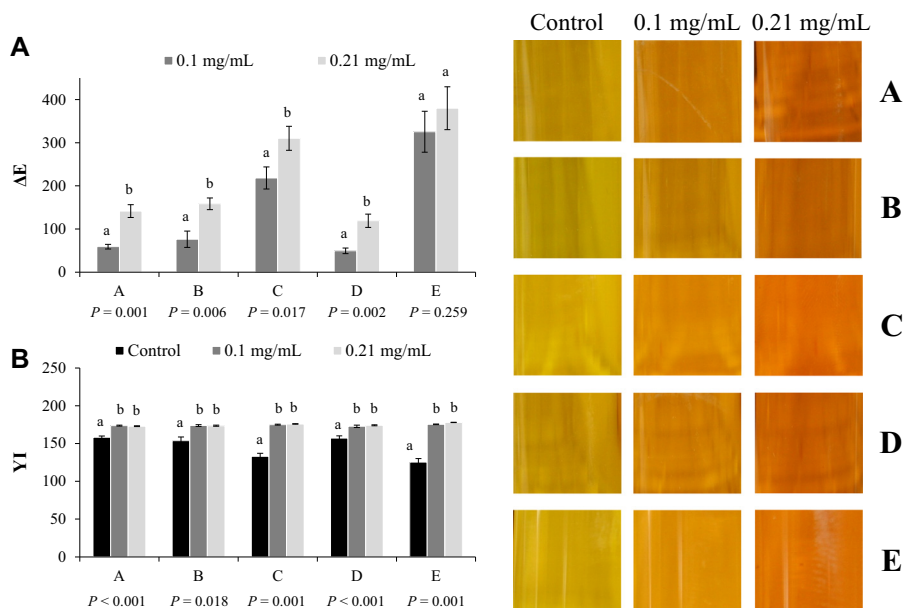 A
0.1 mg/mL 0.21 mg/mL
ΔE
400
300
200
100
0
a b a b a b a b a a
A B C D E
P = 0.001 P = 0.006 P = 0.017 P = 0.002 P = 0.259
B
Control 0.1 mg/mL 0.21 mg/mL
YI
250
200
150
100
50
0
a b b a b b a b b a b b a b b
A B C D E
P < 0.001 P = 0.018 P = 0.001 P < 0.001 P = 0.001
Control 0.1 mg/mL 0.21 mg/mL
A
B
C
D
E